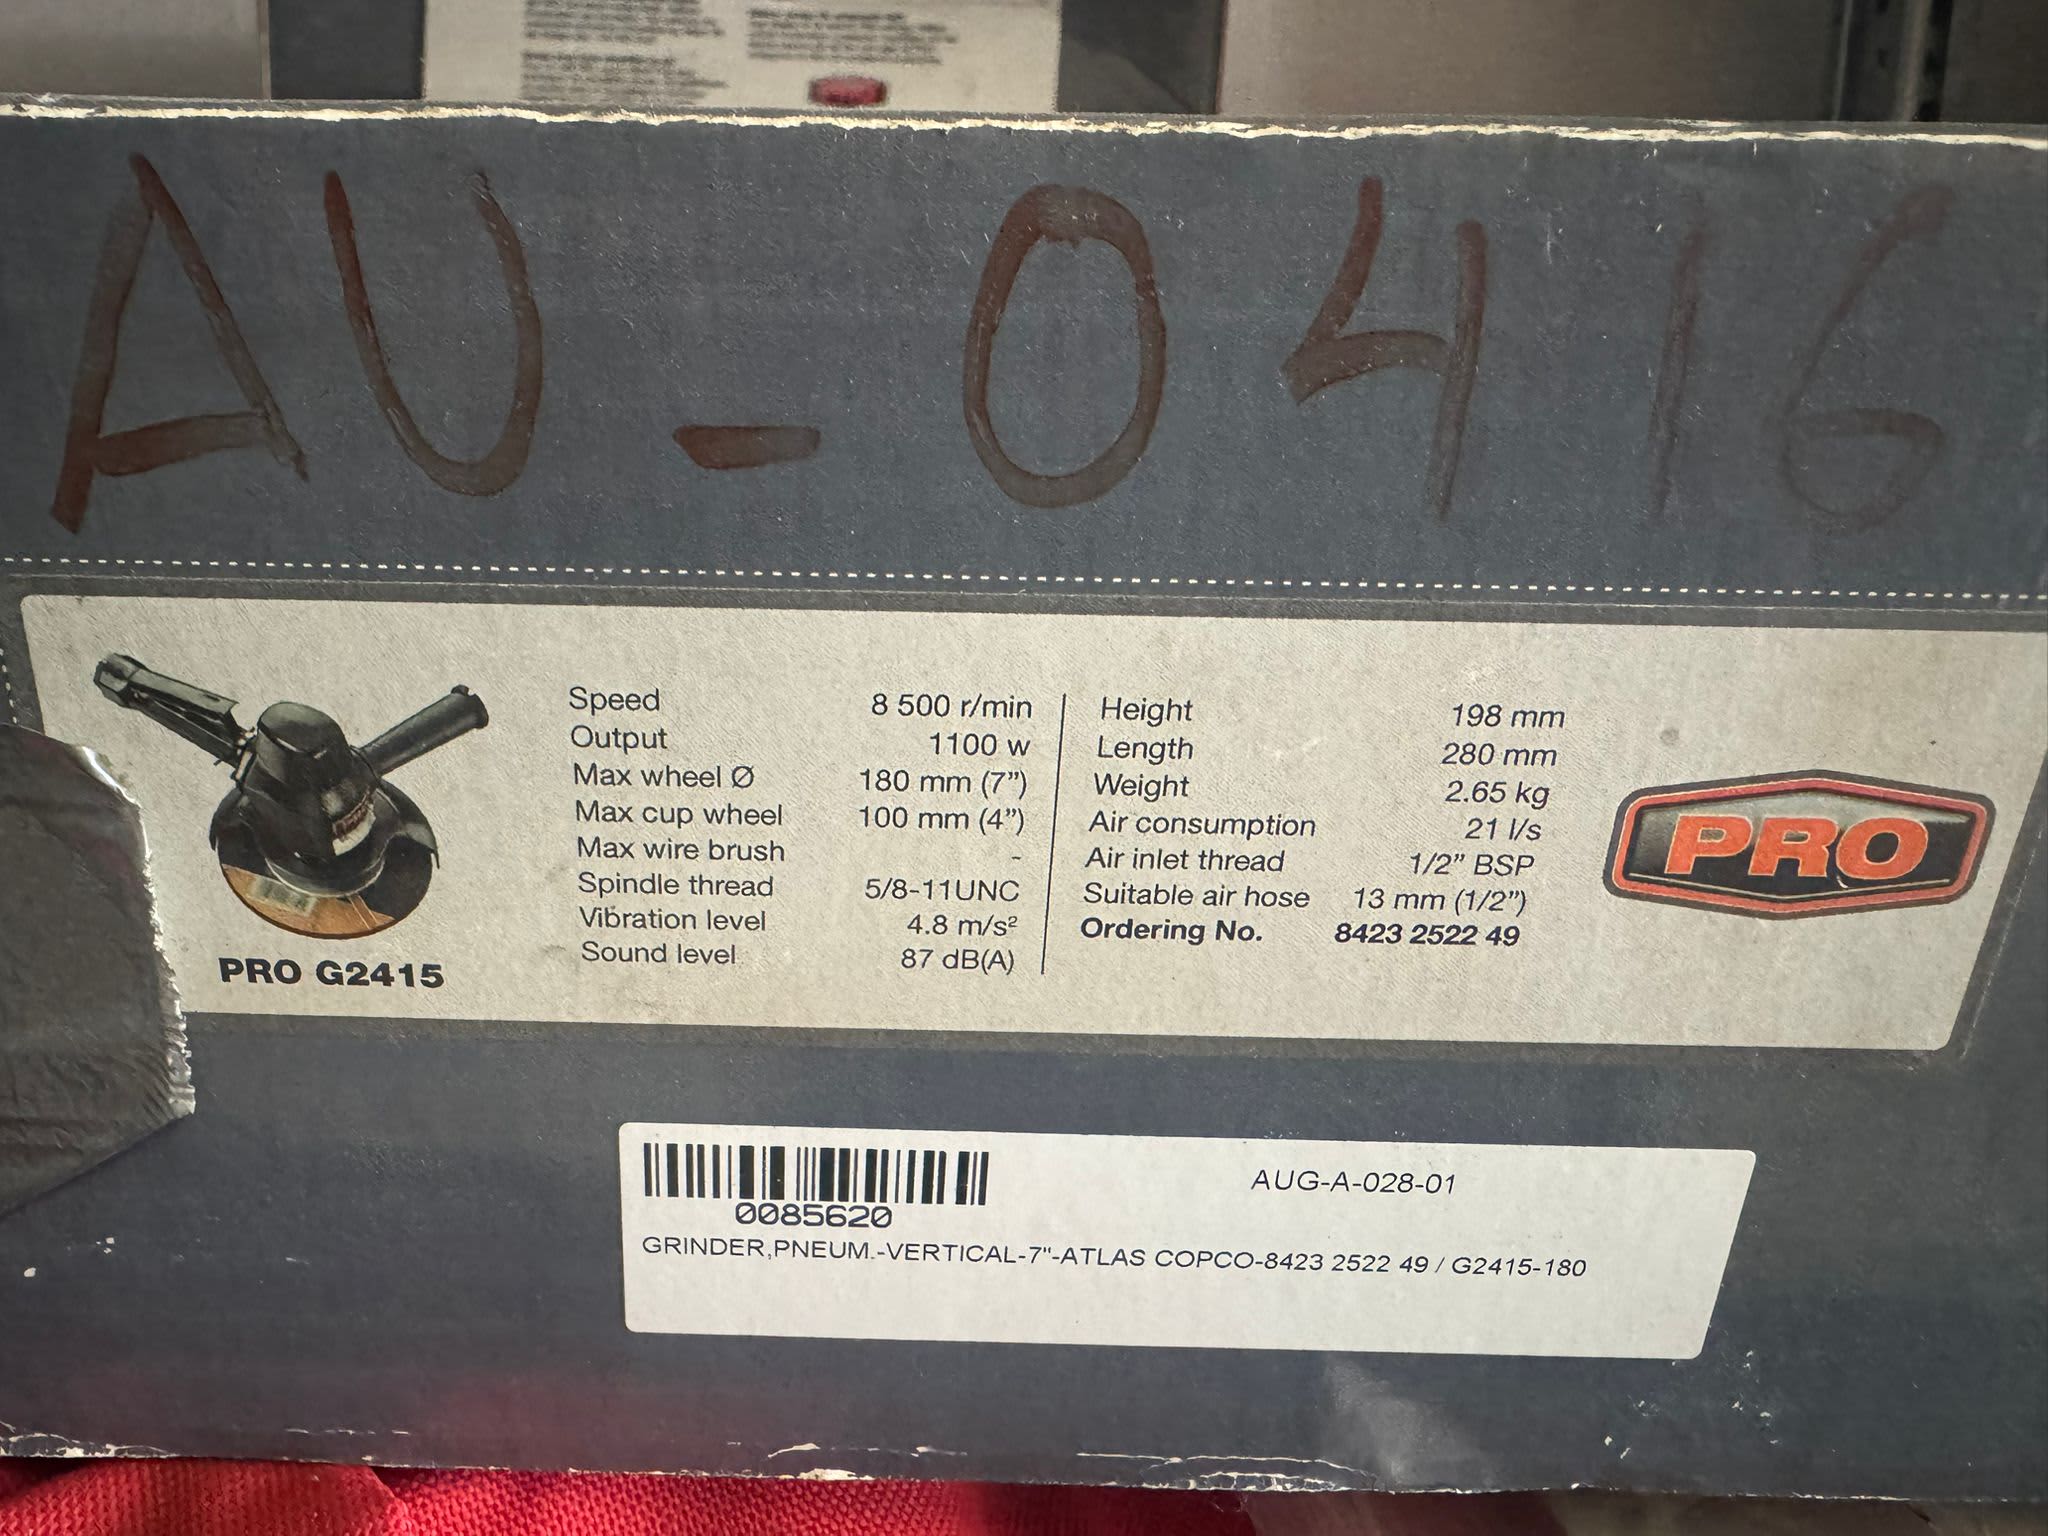 AU-0416
Speed 8 500 r/min
Output 1100 w
Max wheel Ø 180 mm (7")
Max cup wheel 100 mm (4")
Max wire brush -
Spindle thread 5/8-11UNC
Vibration level 4.8 m/s²
Sound level 87 dB(A)
Height 198 mm
Length 280 mm
Weight 2.65 kg
Air consumption 21 l/s
Air inlet thread 1/2" BSP
Suitable air hose 13 mm (1/2")
Ordering No. 8423 2522 49
PRO G2415
PRO
AUG-A-028-01
0085620
GRINDER,PNEUM.-VERTICAL-7"-ATLAS COPCO-8423 2522 49 / G2415-180